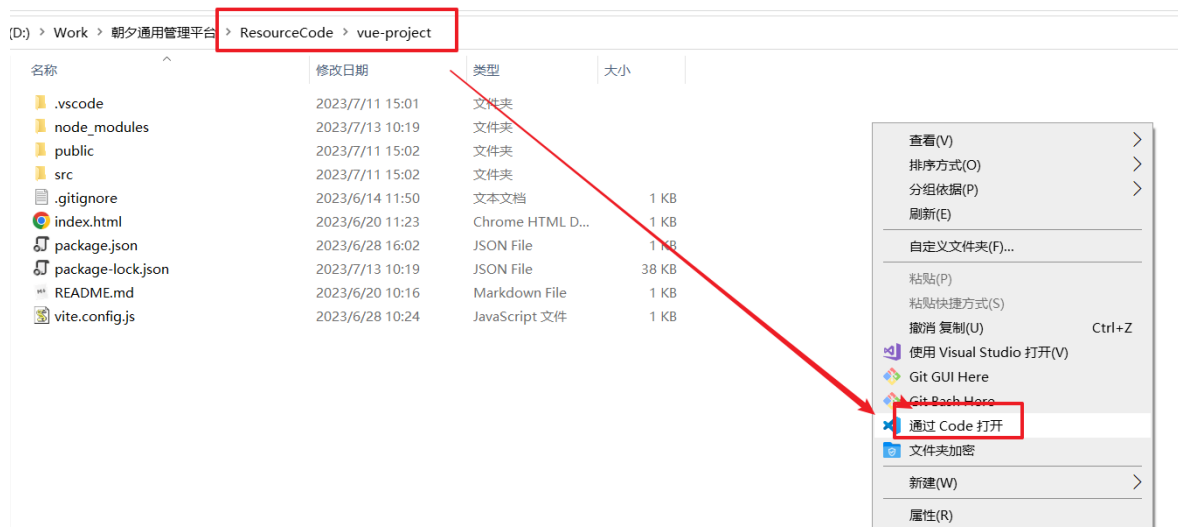 (D:) > Work > 朝夕通用管理平台 > ResourceCode > vue-project
名称 修改日期 类型 大小
.vscode 2023/7/11 15:01 文件夹
node_modules 2023/7/13 10:19 文件夹
public 2023/7/11 15:02 文件夹
src 2023/7/11 15:02 文件夹
.gitignore 2023/6/14 11:50 文本文档 1 KB
index.html 2023/6/20 11:23 Chrome HTML D... 1 KB
package.json 2023/6/28 16:02 JSON File 1 KB
package-lock.json 2023/7/13 10:19 JSON File 38 KB
README.md 2023/6/20 10:16 Markdown File 1 KB
vite.config.js 2023/6/28 10:24 JavaScript 文件 1 KB
查看(V)
排序方式(O)
分组依据(P)
刷新(E)
自定义文件夹(F)...
粘贴(P)
粘贴快捷方式(S)
撤消 复制(U) Ctrl+Z
使用 Visual Studio 打开(V)
Git GUI Here
Git Bash Here
通过 Code 打开
文件夹加密
新建(W)
属性(R)